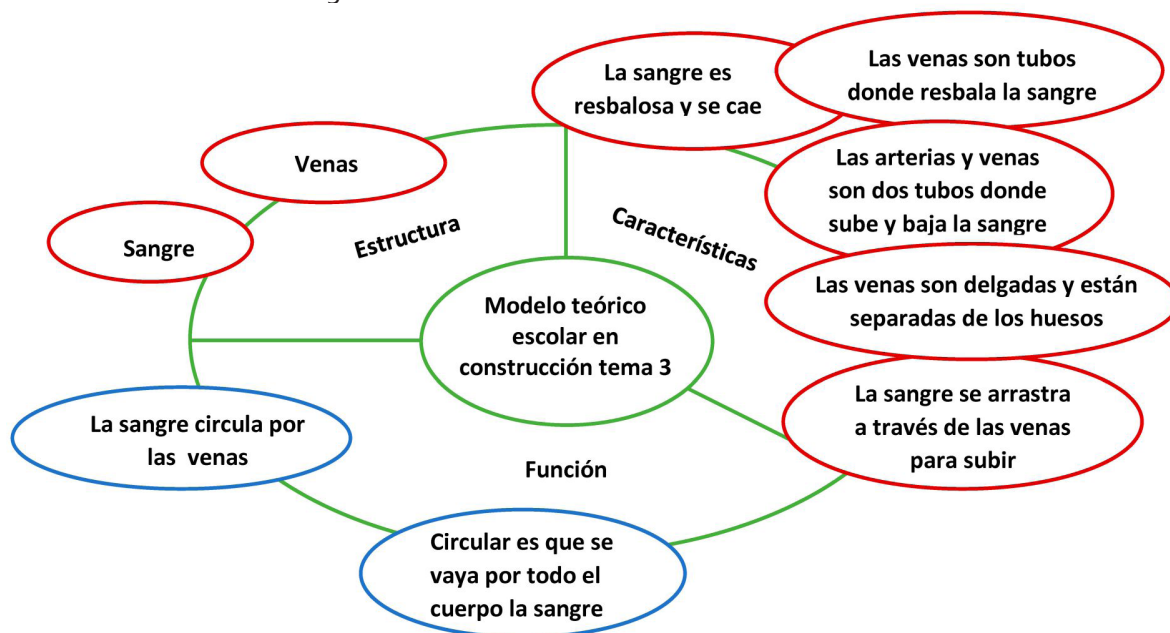 La sangre es
resbalosa y se cae
Las venas son tubos
donde resbala la sangre
Venas
Las arterias y venas
son dos tubos donde
sube y baja la sangre
Sangre
Estructura
Características
Las venas son delgadas y están
separadas de los huesos
Modelo teórico
escolar en
construcción tema 3
La sangre se arrastra
a través de las venas
para subir
La sangre circula por
las venas
Función
Circular es que se
vaya por todo el
cuerpo la sangre